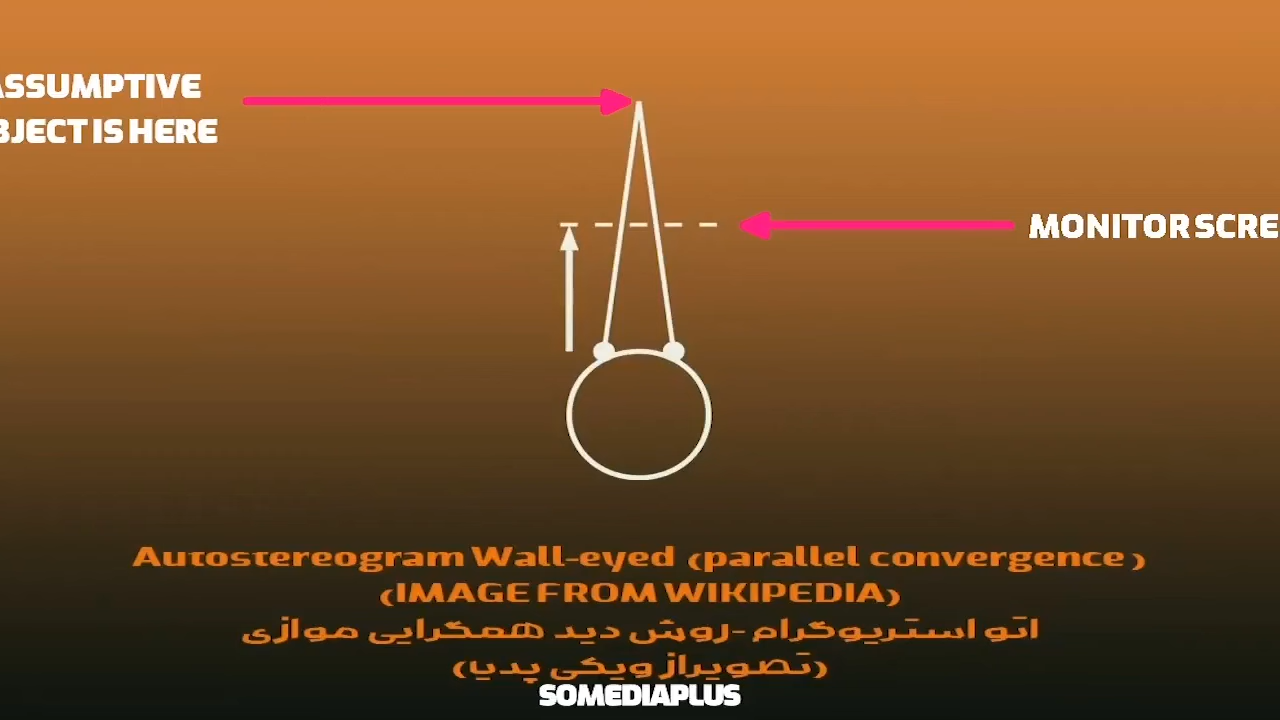 ASSUMPTIVE
BJECT IS HERE
MONITOR SCRE
Autostereogram Wall-eyed (parallel convergence)
(IMAGE FROM WIKIPEDIA)
اتو استریوگرام -روش دید همگرایی موازی
(تصویراز ویکی پدیا)
SOMEDIAPLUS